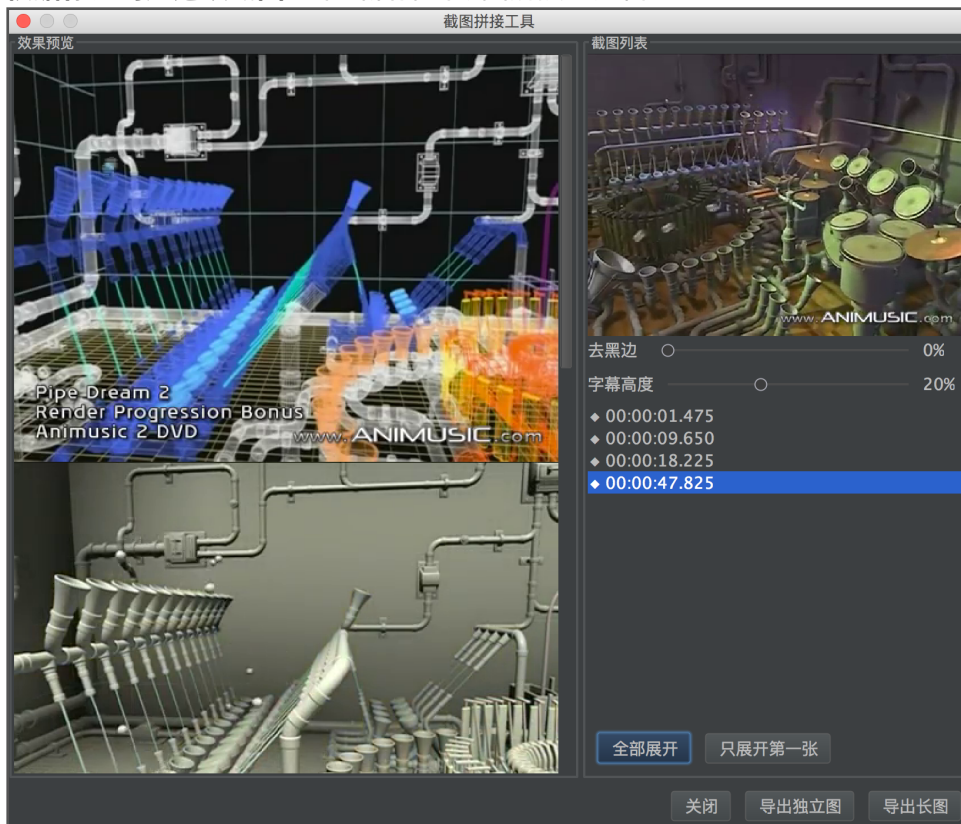 截图拼接工具
效果预览
Pipe Dream 2
Render Progression Bonus
Animusic 2 DVD
www.ANIMUSIC.com
截图列表
www.ANIMUSIC.com
去黑边 0%
字幕高度 20%
◆ 00:00:01.475
◆ 00:00:09.650
◆ 00:00:18.225
◆ 00:00:47.825
全部展开 只展开第一张
关闭 导出独立图 导出长图